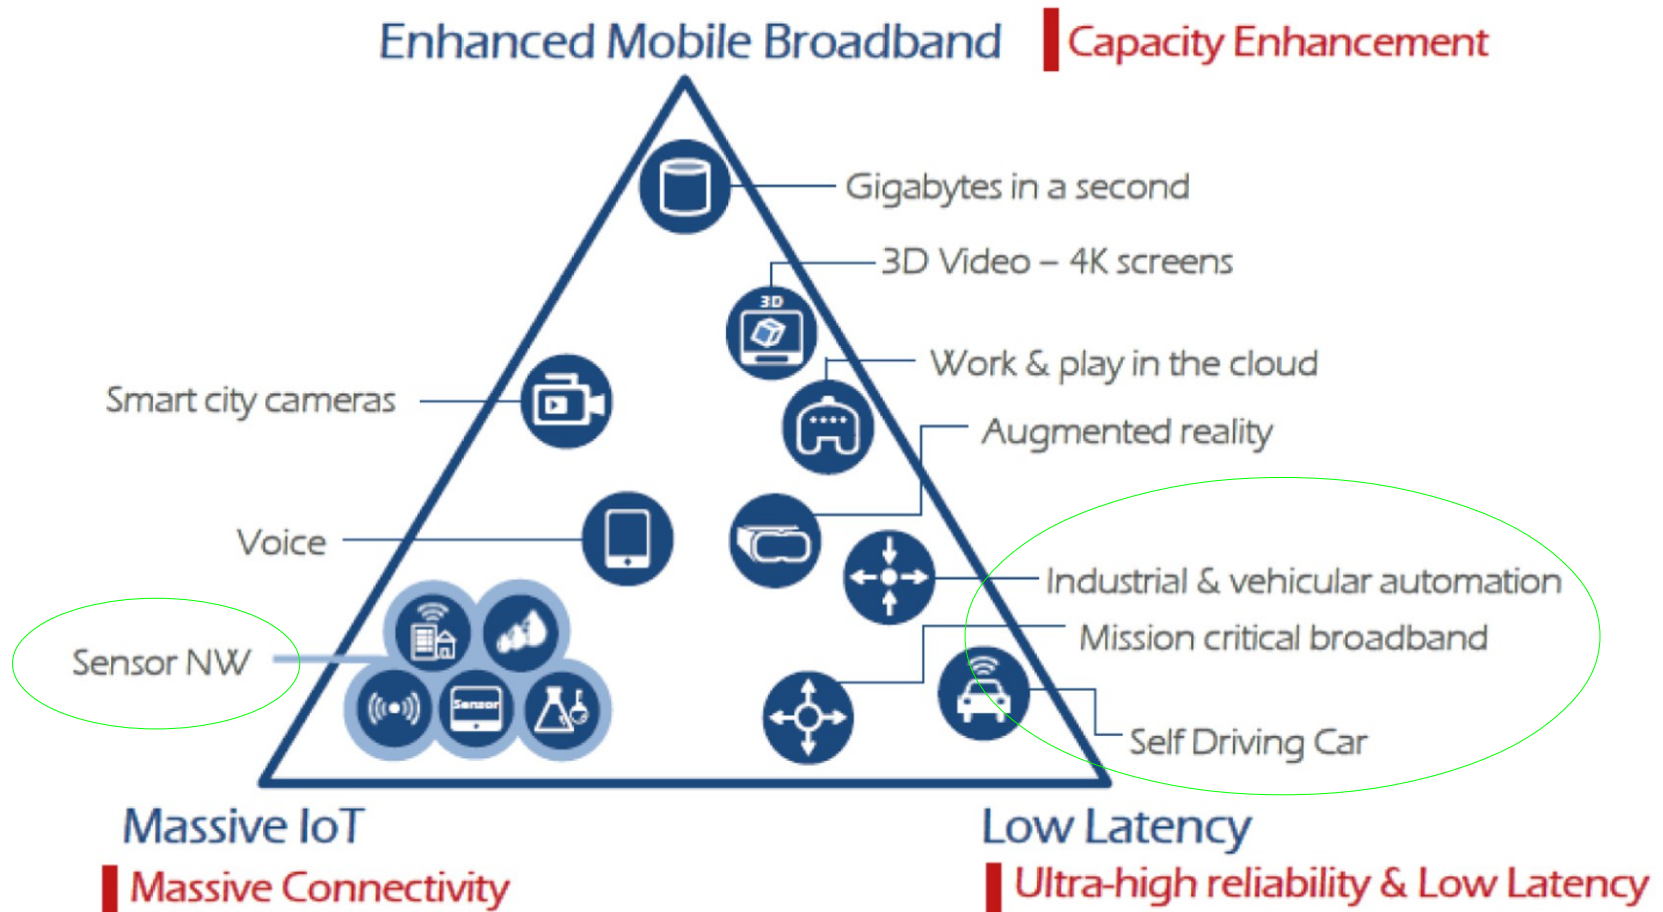 Enhanced Mobile Broadband
Capacity Enhancement
Gigabytes in a second
3D Video – 4K screens
3D
Work & play in the cloud
Smart city cameras
Augmented reality
Voice
Industrial & vehicular automation
Mission critical broadband
Sensor NW
Sensor
Self Driving Car
Massive IoT
Low Latency
Massive Connectivity
Ultra-high reliability & Low Latency